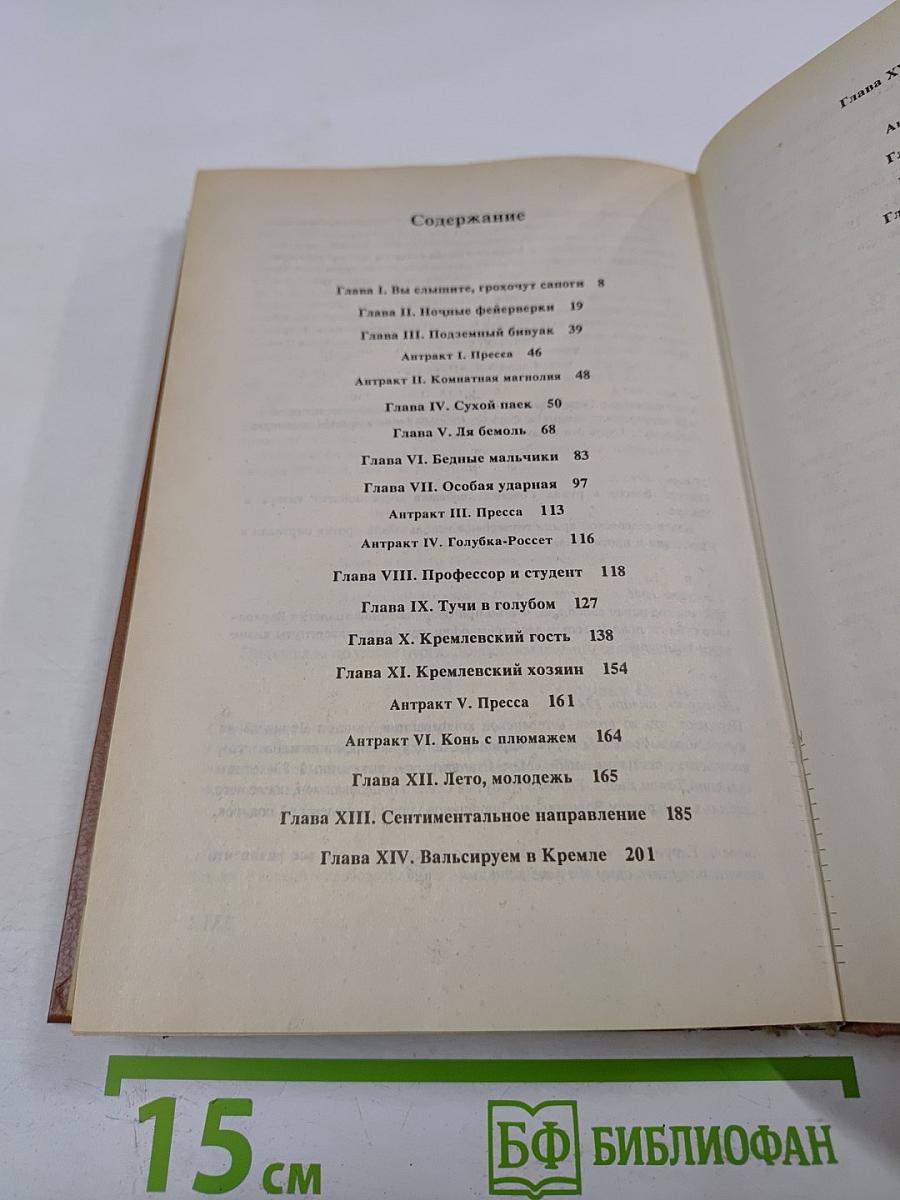 Содержание
Глава I. Вы слышите, грохочут сапоги 8
Глава II. Ночные фейерверки 19
Глава III. Подземный бивуак 39
Антракт I. Пресса 46
Антракт II. Комнатная магнолия 48
Глава IV. Сухой паек 50
Глава V. Ля бемоль 68
Глава VI. Бедные мальчики 83
Глава VII. Особая ударная 97
Антракт III. Пресса 113
Антракт IV. Голубка-Россет 116
Глава VIII. Профессор и студент 118
Глава IX. Тучи в голубом 127
Глава X. Кремлевский гость 138
Глава XI. Кремлевский хозяин 154
Антракт V. Пресса 161
Антракт VI. Конь с плюмажем 164
Глава XII. Лето, молодежь 165
Глава XIII. Сентиментальное направление 185
Глава XIV. Вальсируем в Кремле 201
Глава
15 см
БФ БИБЛИОФАН